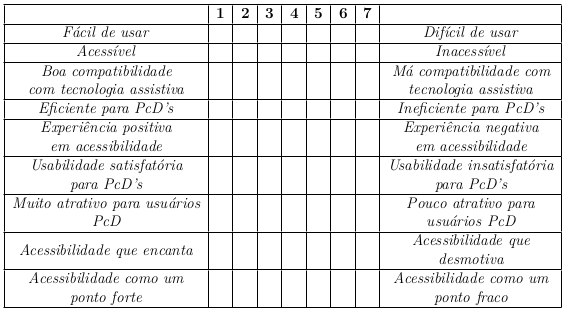 1 2 3 4 5 6 7
Fácil de usar Difícil de usar
Acessível Inacessível
Boa compatibilidade Má compatibilidade com
com tecnologia assistiva tecnologia assistiva
Eficiente para PcD's Ineficiente para PcD's
Experiência positiva Experiência negativa
em acessibilidade em acessibilidade
Usabilidade satisfatória Usabilidade insatisfatória
para PcD's para PcD's
Muito atrativo para usuários Pouco atrativo para
PcD usuários PcD
Acessibilidade que encanta Acessibilidade que
desmotiva
Acessibilidade como um Acessibilidade como um
ponto forte ponto fraco